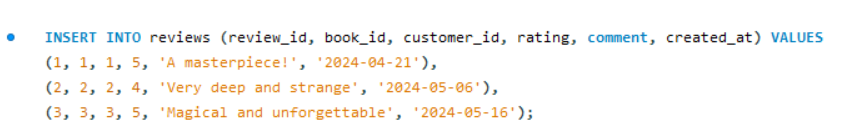 INSERT INTO reviews (review_id, book_id, customer_id, rating, comment, created_at) VALUES
(1, 1, 1, 5, 'A masterpiece!', '2024-04-21'),
(2, 2, 2, 4, 'Very deep and strange', '2024-05-06'),
(3, 3, 3, 5, 'Magical and unforgettable', '2024-05-16');